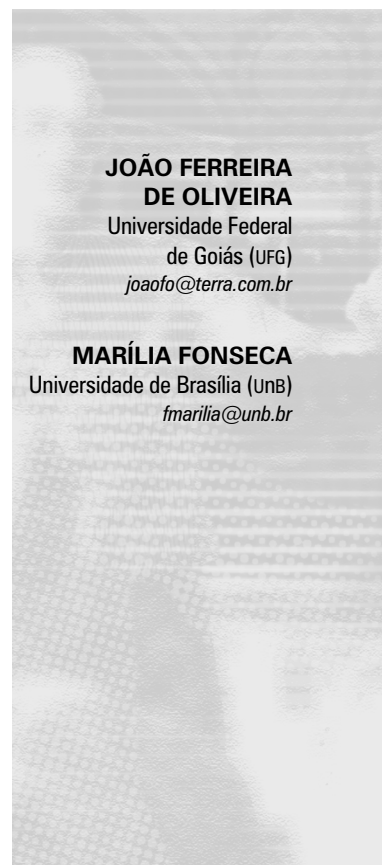 JOÃO FERREIRA
DE OLIVEIRA
Universidade Federal
de Goiás (UFG)
joaofo@terra.com.br
MARÍLIA FONSECA
Universidade de Brasília (UnB)
fmarilia@unb.br